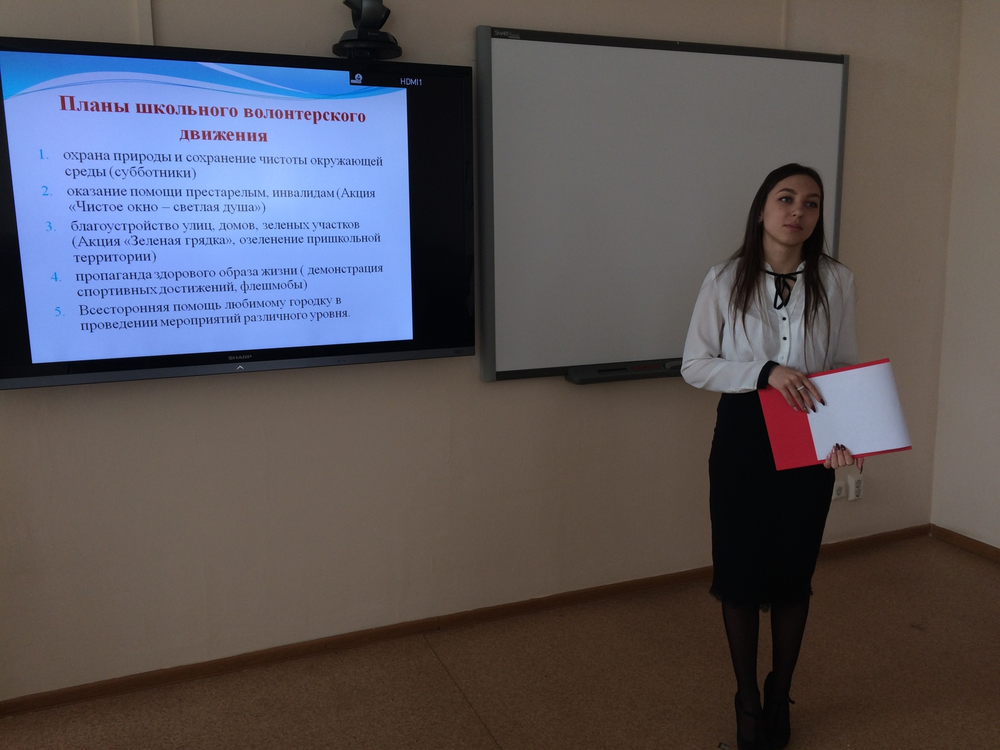 HDMI1
SMART Board
Планы школьного волонтерского
движения
1. охрана природы и сохранение чистоты окружающей
среды (субботники)
2. оказание помощи престарелым, инвалидам (Акция
«Чистое окно – светлая душа»)
3. благоустройство улиц, домов, зеленых участков
(Акция «Зеленая грядка», озеленение пришкольной
территории)
4. пропаганда здорового образа жизни ( демонстрация
спортивных достижений, флешмобы)
5. Всесторонняя помощь любимому городку в
проведении мероприятий различного уровня.
SHARP